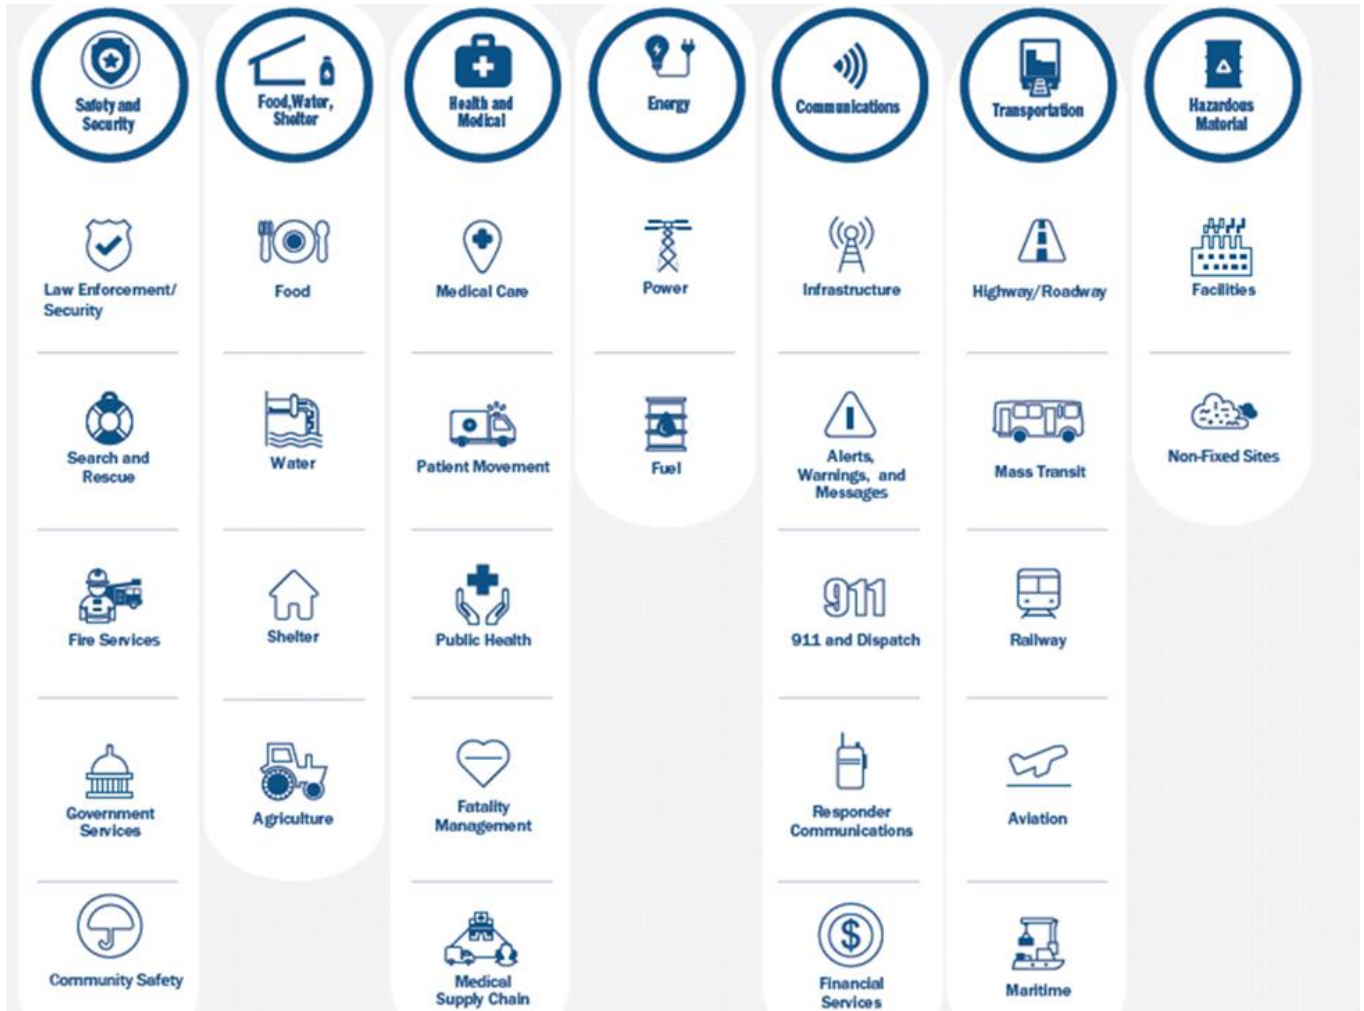 Safety and
Security
Food,Water,
Shelter
Health and
Medical
Energy
Communications
Transportation
Hazardous
Material
Law Enforcement/
Security
Food
Medical Care
Power
Infrastructure
Highway/Roadway
Facilities
Search and
Rescue
Water
Patient Movement
Fuel
Alerts,
Warnings, and
Messages
Mass Transit
Non-Fixed Sites
Fire Services
Shelter
Public Health
911
911 and Dispatch
Railway
Government
Services
Agriculture
Fatality
Management
Responder
Communications
Aviation
Community Safety
Medical
Supply Chain
$
Financial
Services
Maritime